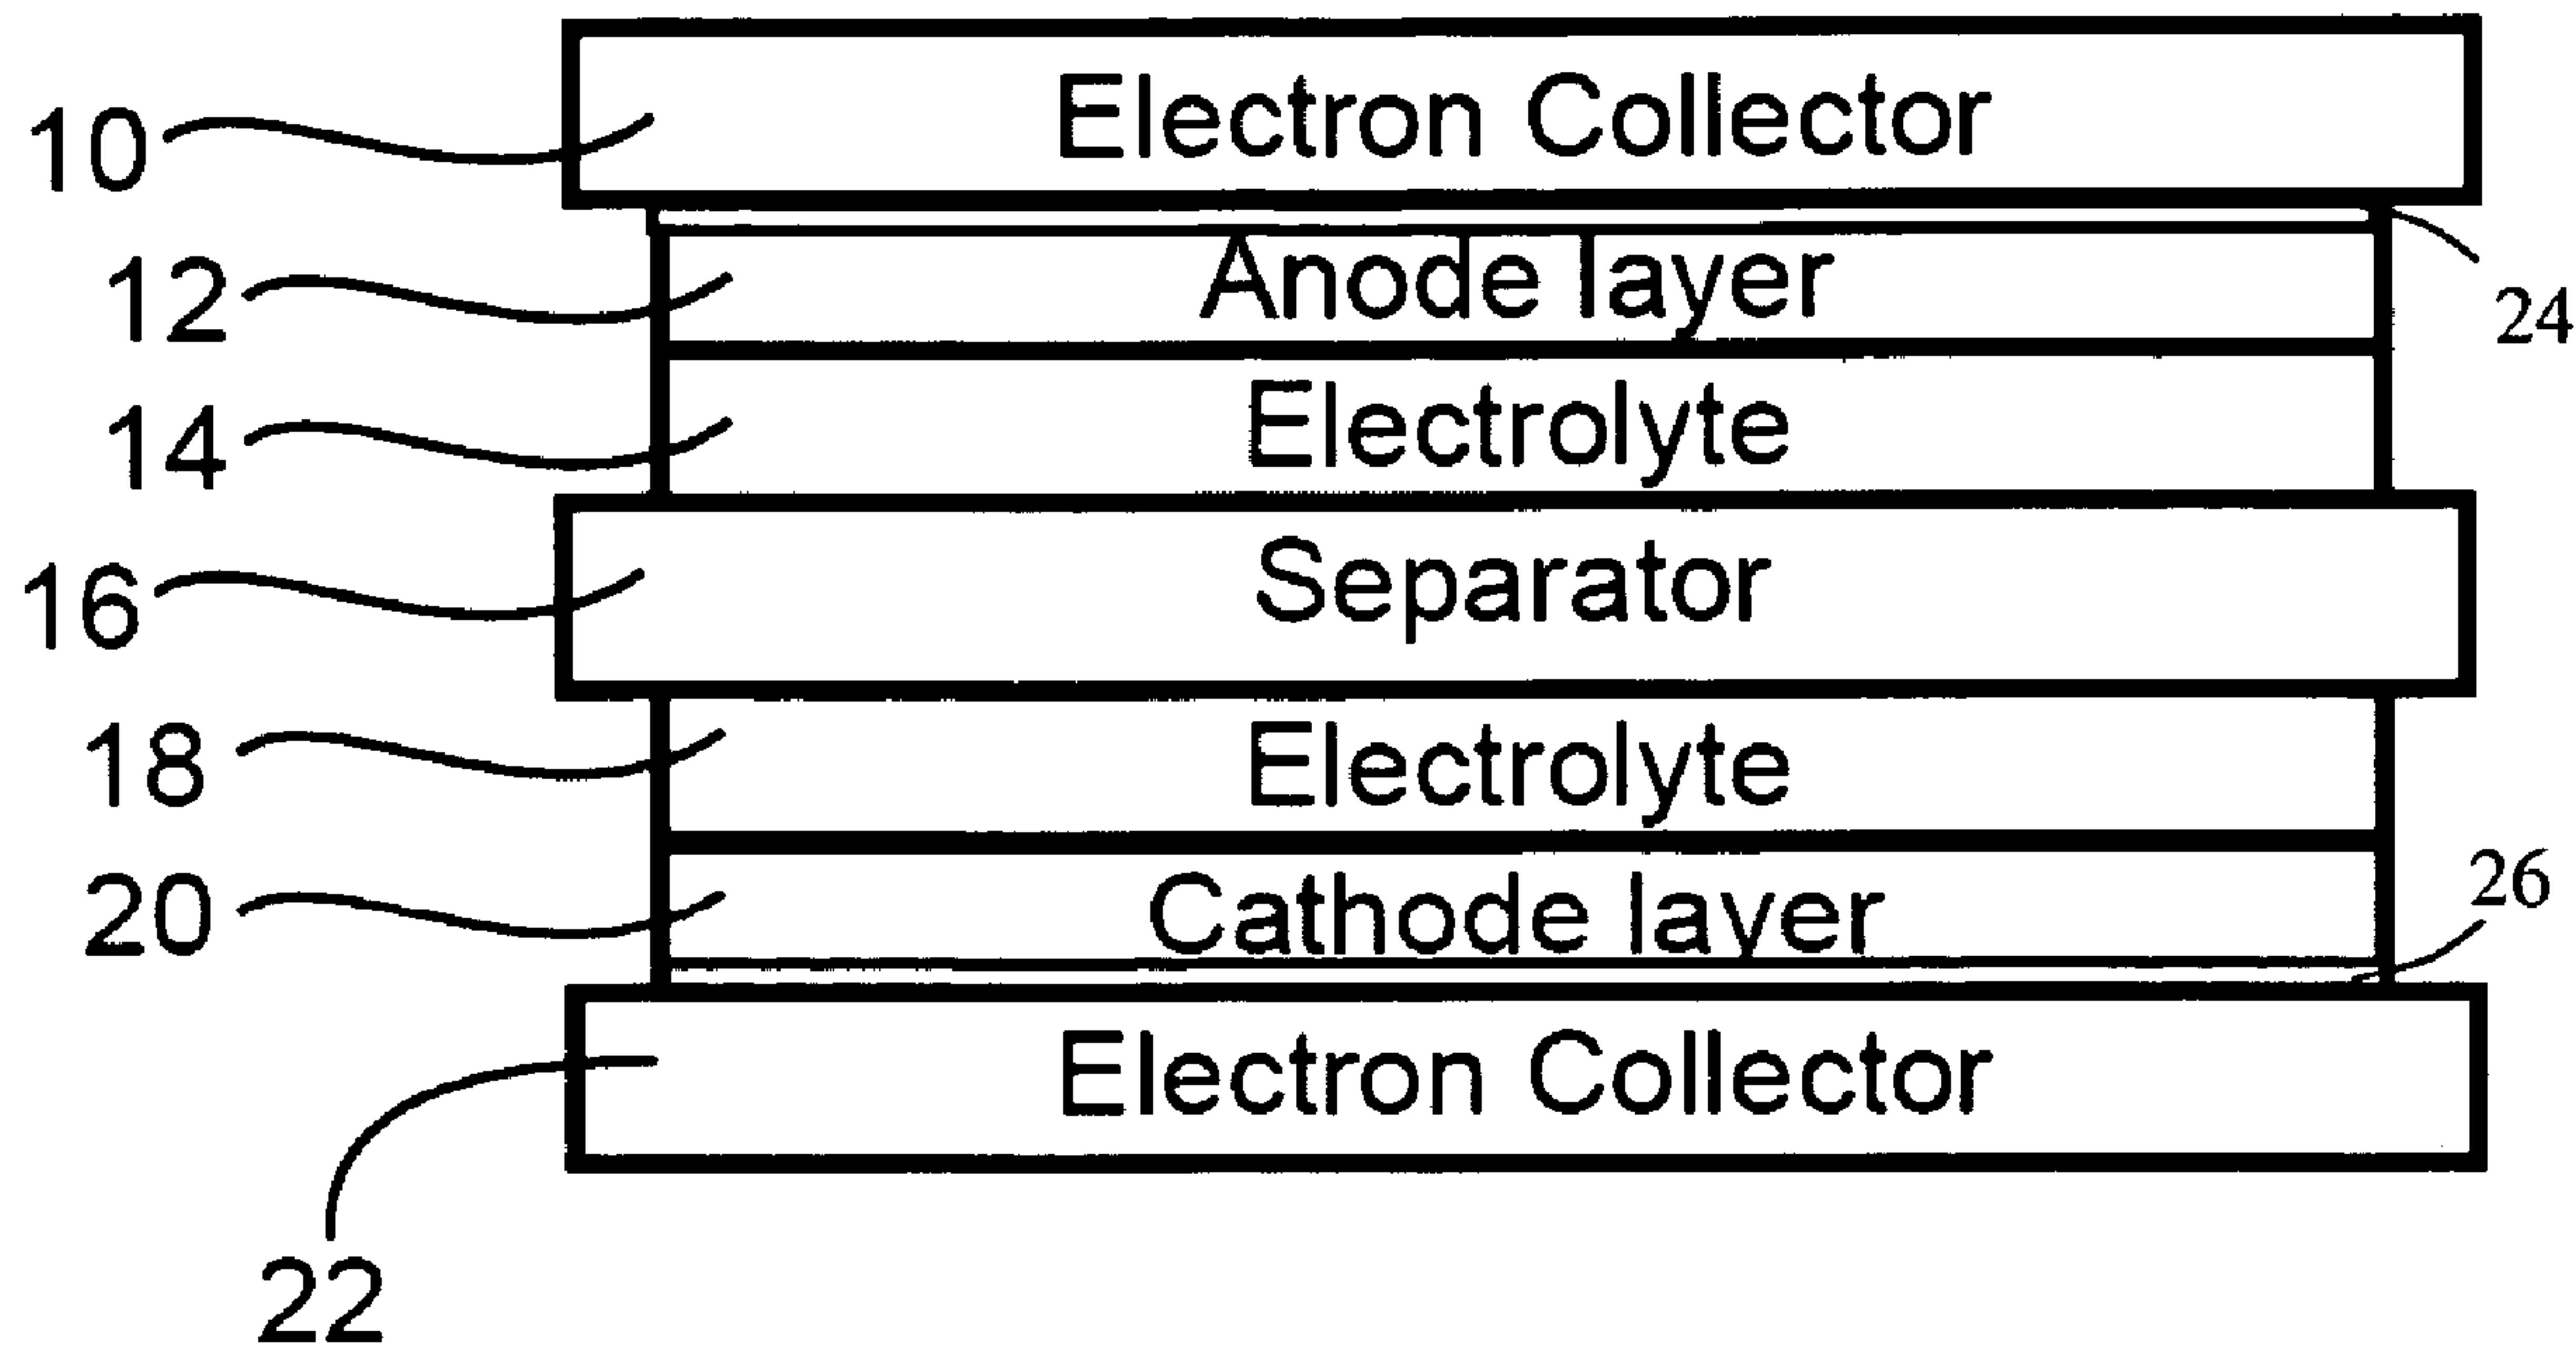 10 Electron Collector
12 Anode layer 24
14 Electrolyte
16 Separator
18 Electrolyte
20 Cathode layer 26
Electron Collector
22